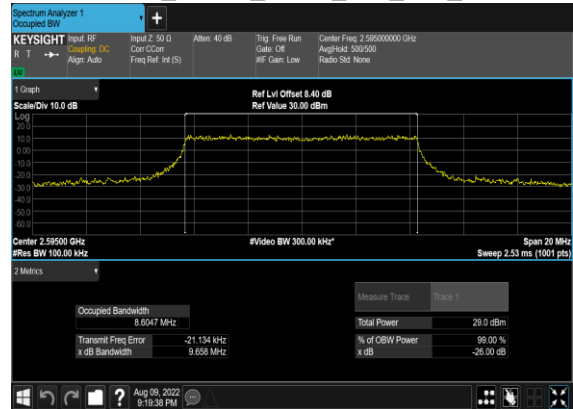 Spectrum Analyzer 1
Occupied BW
+
KEYSIGHT Input: RF Input Z: 50 Ω Atten: 40 dB Trig: Free Run Center Freq: 2.595000000 GHz
R T Coupling: DC Corr CCorr Gate: Off Avg|Hold: 500/500
Align: Auto Freq Ref: Int (S) #IF Gain: Low Radio Std: None
1 Graph
Ref Lvl Offset 8.40 dB
Scale/Div 10.0 dB Ref Value 30.00 dBm
Log
20.0
10.0
0.00
-10.0
-20.0
-30.0
-40.0
-50.0
-60.0
Center 2.59500 GHz #Video BW 300.00 kHz* Span 20 MHz
#Res BW 100.00 kHz Sweep 2.53 ms (1001 pts)
2 Metrics
Measure Trace Trace 1
Occupied Bandwidth
8.6047 MHz Total Power 29.0 dBm
Transmit Freq Error -21.134 kHz % of OBW Power 99.00 %
x dB Bandwidth 9.658 MHz x dB -26.00 dB
? Aug 09, 2022
9:19:38 PM